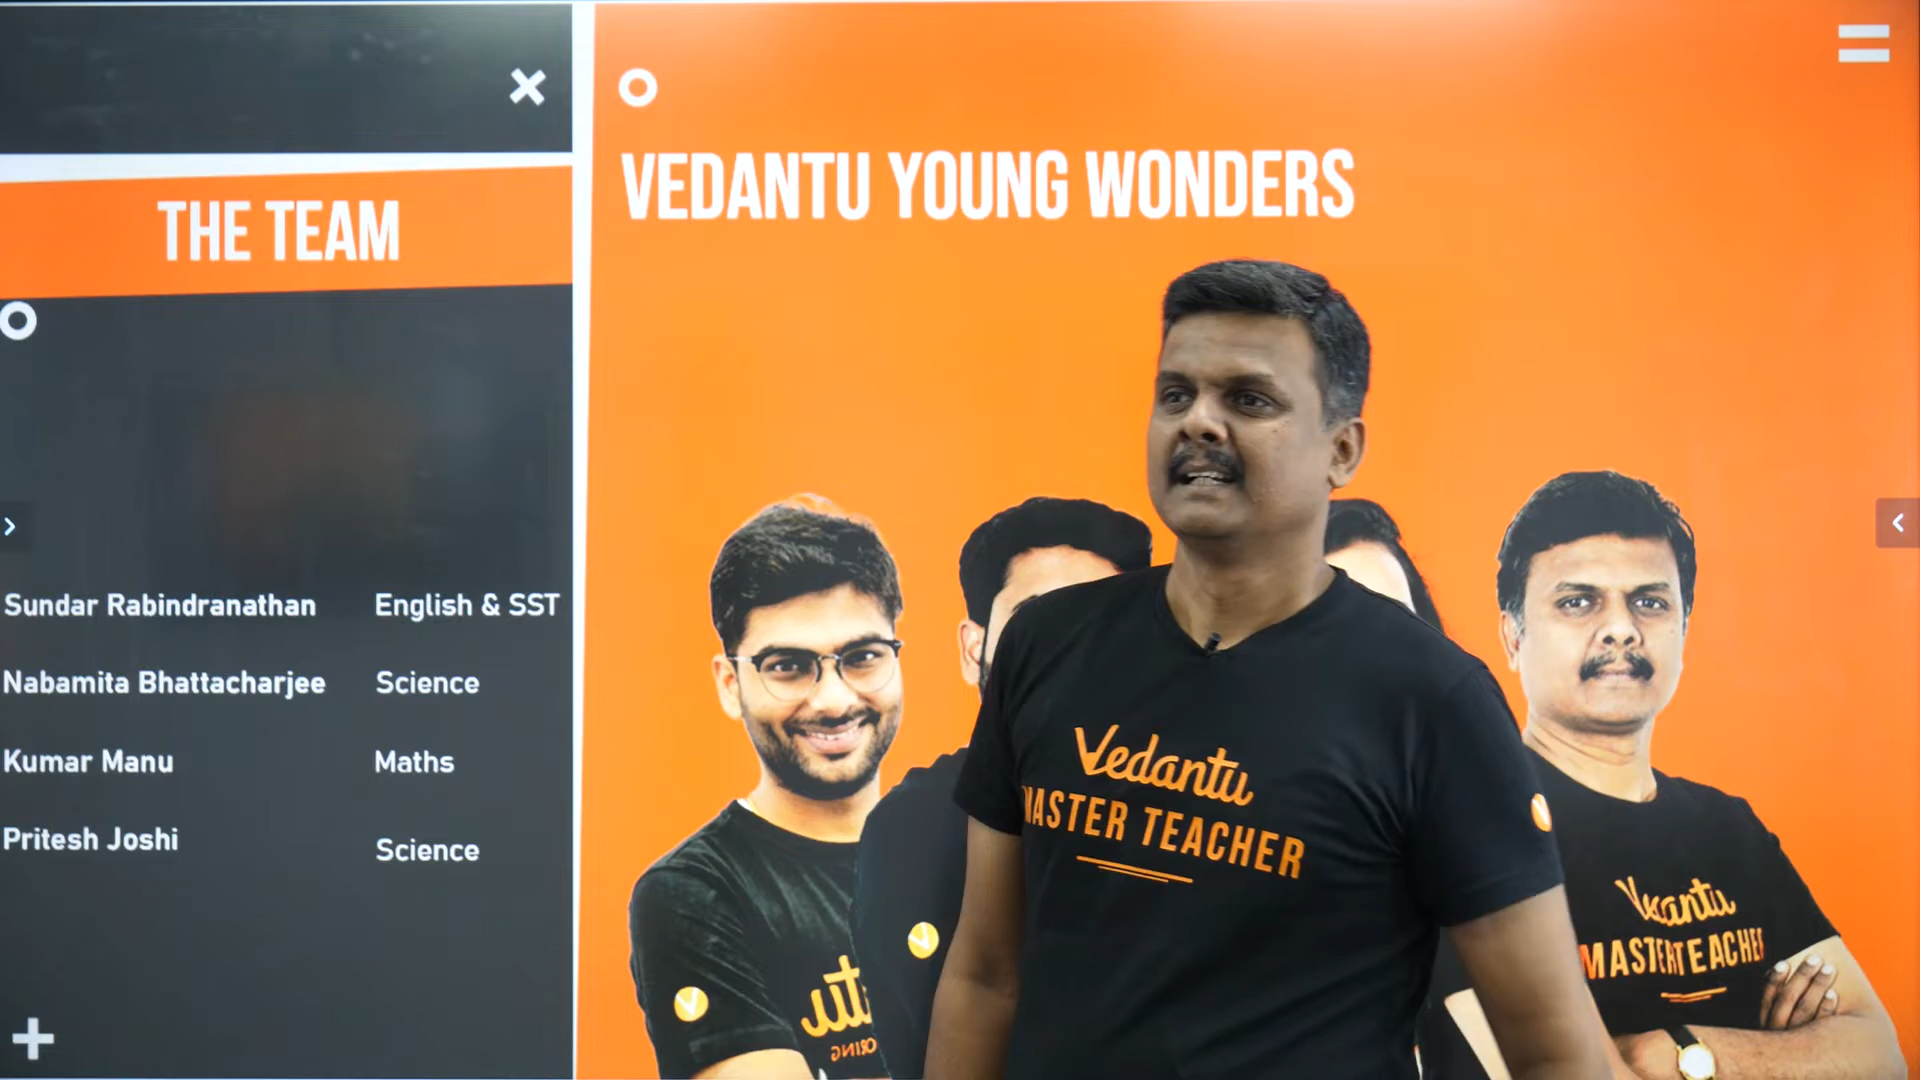 THE TEAM
Sundar Rabindranathan English & SST
Nabamita Bhattacharjee Science
Kumar Manu Maths
Pritesh Joshi Science
VEDANTU YOUNG WONDERS
Vedantu
MASTER TEACHER
Vedantu
MASTER TEACHER
V
V